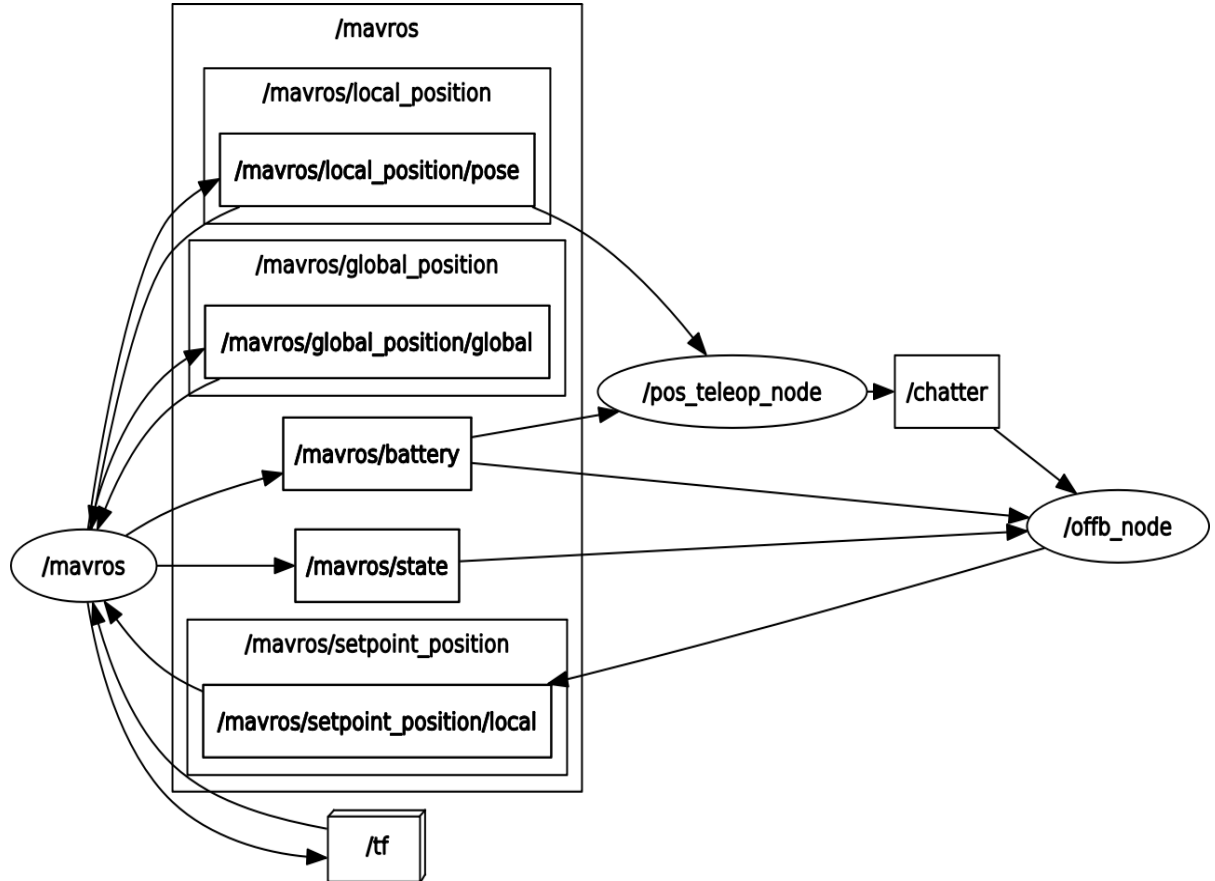 /mavros
/mavros/local_position
/mavros/local_position/pose
/mavros/global_position
/mavros/global_position/global
/pos_teleop_node
/chatter
/mavros/battery
/offb_node
/mavros
/mavros/state
/mavros/setpoint_position
/mavros/setpoint_position/local
/tf